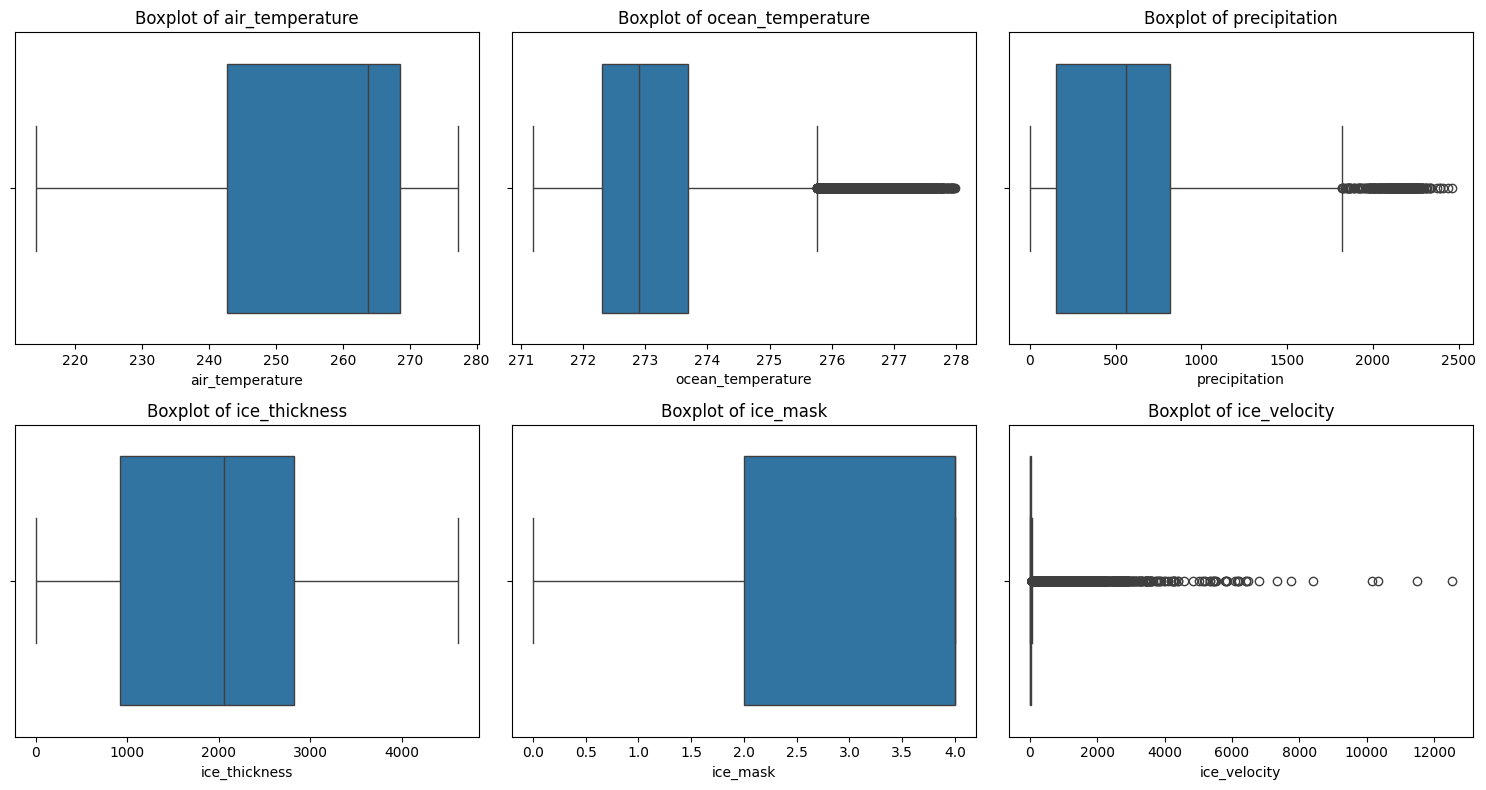 Boxplot of air_temperature
220 230 240 250 260 270 280
air_temperature
Boxplot of ocean_temperature
271 272 273 274 275 276 277 278
ocean_temperature
Boxplot of precipitation
0 500 1000 1500 2000 2500
precipitation
Boxplot of ice_thickness
0 1000 2000 3000 4000
ice_thickness
Boxplot of ice_mask
0.0 0.5 1.0 1.5 2.0 2.5 3.0 3.5 4.0
ice_mask
Boxplot of ice_velocity
0 2000 4000 6000 8000 10000 12000
ice_velocity